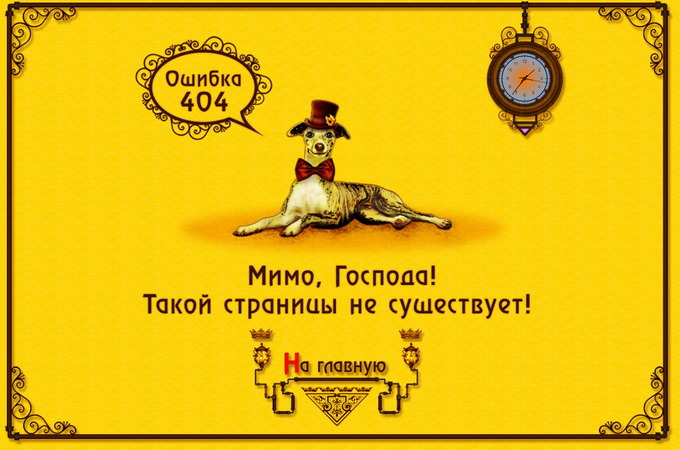 Ошибка
404
Мимо, Господа!
Такой страницы не существует!
На главную